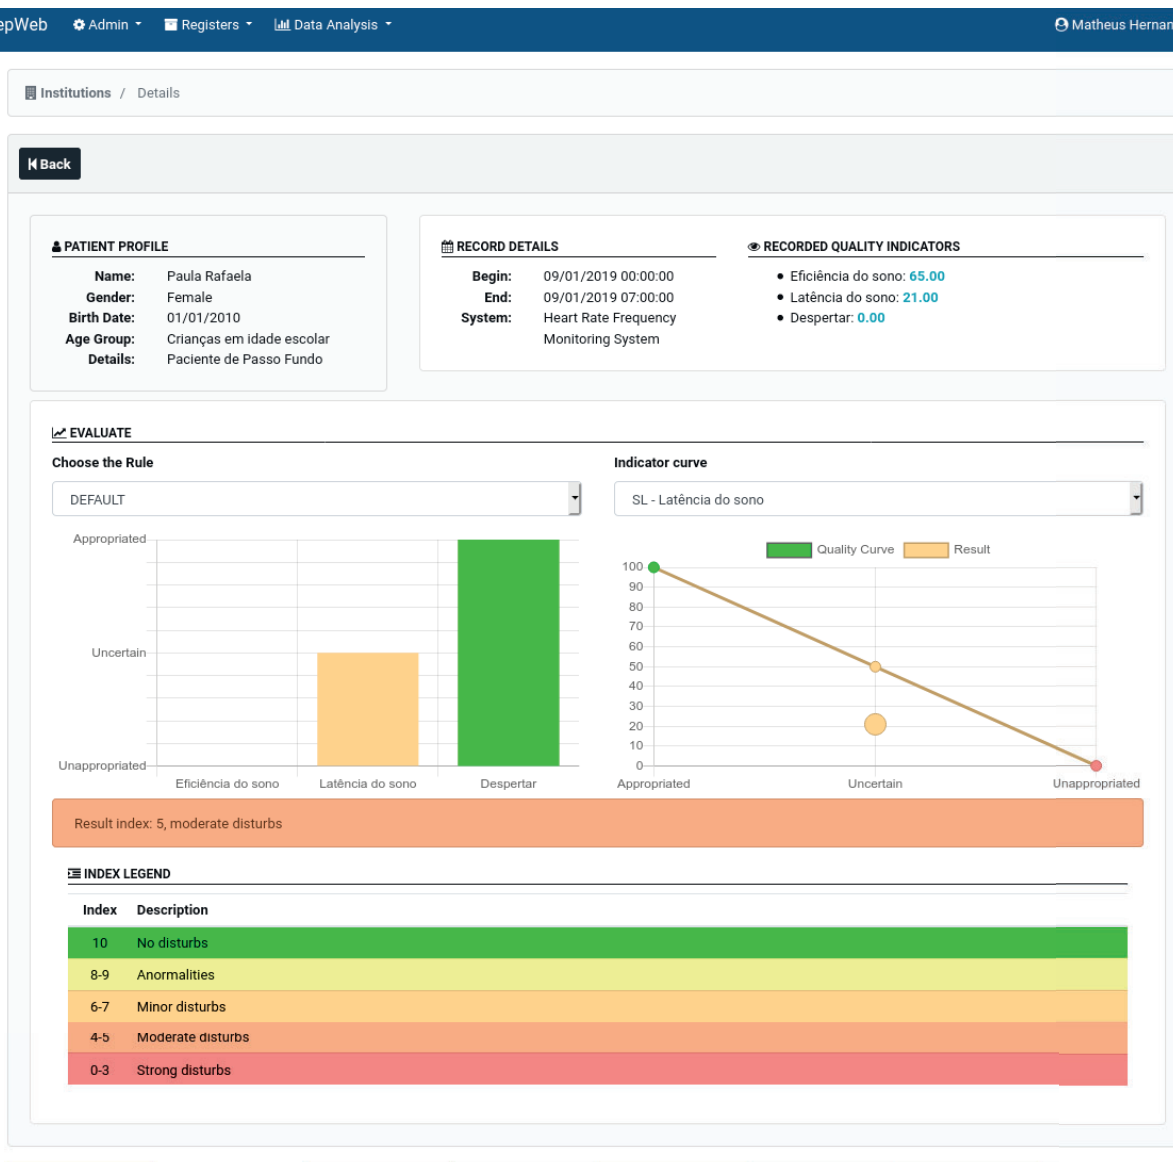 epWeb Admin Registers Data Analysis Matheus Hernan
Institutions / Details
Back
PATIENT PROFILE
Name: Paula Rafaela
Gender: Female
Birth Date: 01/01/2010
Age Group: Crianças em idade escolar
Details: Paciente de Passo Fundo
RECORD DETAILS
Begin: 09/01/2019 00:00:00
End: 09/01/2019 07:00:00
System: Heart Rate Frequency
Monitoring System
RECORDED QUALITY INDICATORS
Eficiência do sono: 65.00
Latência do sono: 21.00
Despertar: 0.00
EVALUATE
Choose the Rule
DEFAULT
Appropriated
Uncertain
Unappropriated
Eficiência do sono Latência do sono Despertar
Indicator curve
SL - Latência do sono
Quality Curve Result
100
90
80
70
60
50
40
30
20
10
0
Appropriated Uncertain Unappropriated
Result index: 5, moderate disturbs
INDEX LEGEND
Index Description
10 No disturbs
8-9 Anormalities
6-7 Minor disturbs
4-5 Moderate disturbs
0-3 Strong disturbs